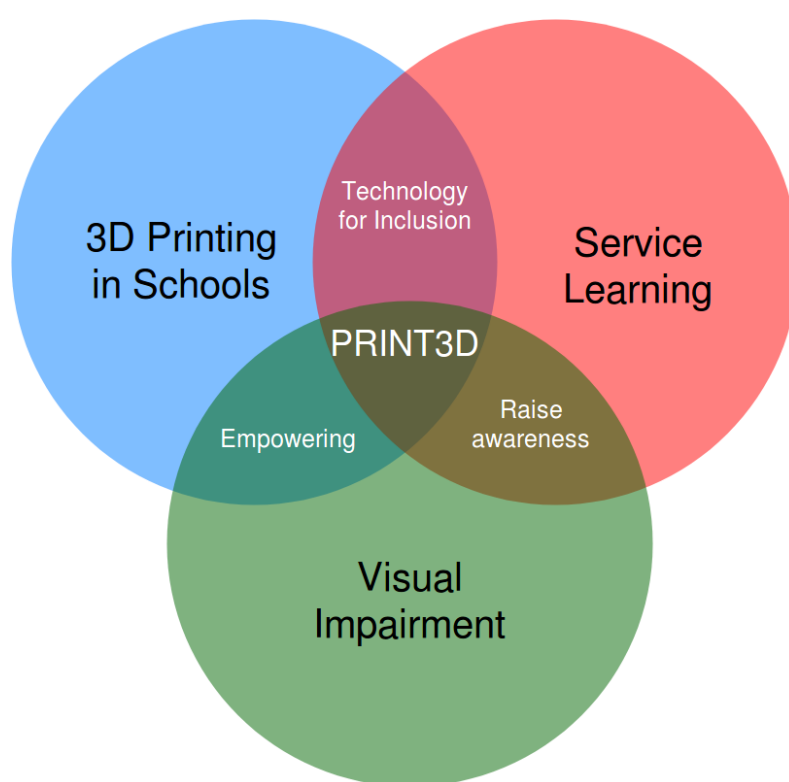 Technology
for Inclusion
3D Printing
in Schools
Service
Learning
PRINT3D
Empowering
Raise
awareness
Visual
Impairment